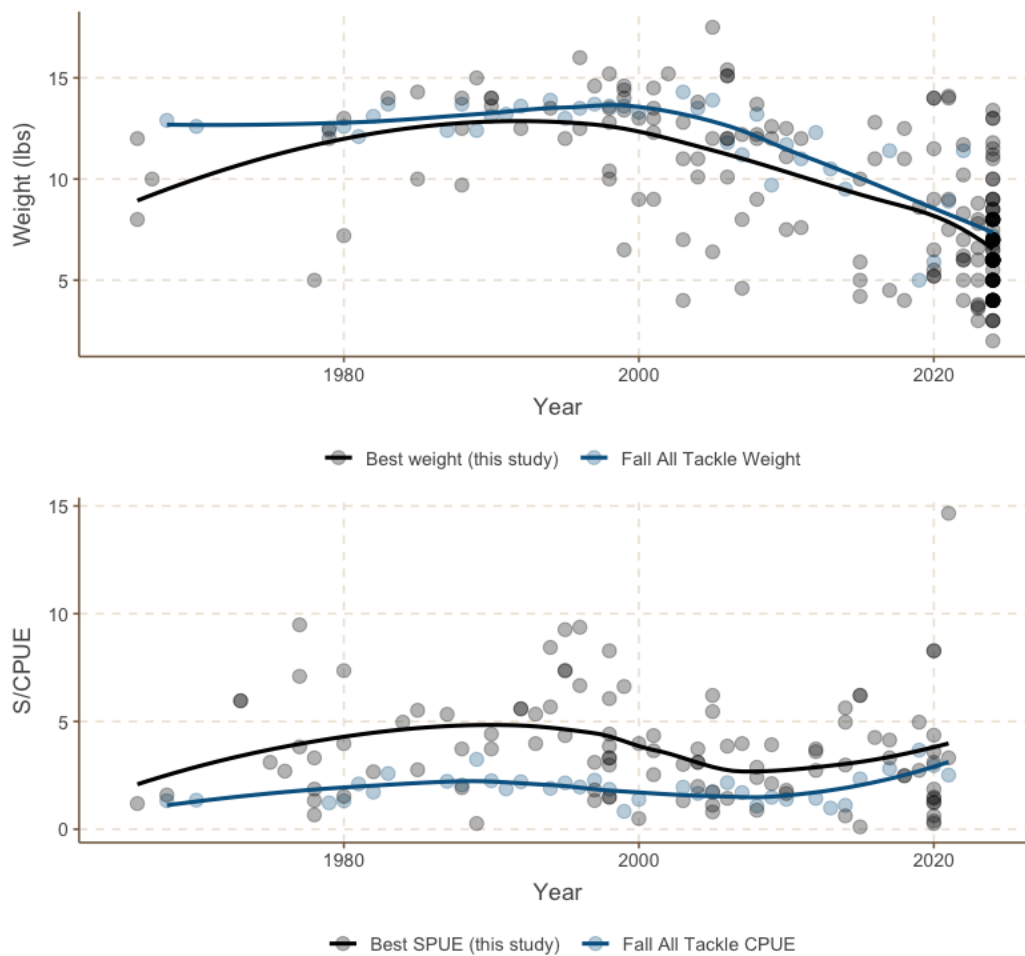 Weight (lbs)
15
10
5
1980 2000 2020
Year
Best weight (this study) Fall All Tackle Weight
S/CPUE
15
10
5
0
1980 2000 2020
Year
Best SPUE (this study) Fall All Tackle CPUE